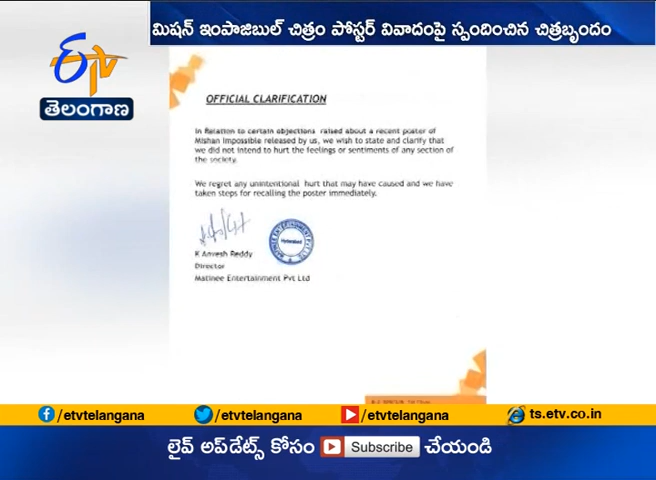 మిషన్ ఇంపాజిబుల్ చిత్రం పోస్టర్ వివాదంపై స్పందించిన చిత్రబృందం
ETV
తెలంగాణ
OFFICIAL CLARIFICATION
In Relation to certain objections raised about a recent poster of
Mishan Impossible released by us, we wish to state and clarify that
we did not intend to hurt the feelings or sentiments of any section of
the society.
We regret any unintentional hurt that may have caused and we have
taken steps for recalling the poster immediately.
Hyderabad
K Anvesh Reddy
Director
Matinee Entertainment Pvt Ltd
/etvtelangana
/etvtelangana
/etvtelangana
ts.etv.co.in
లైవ్ అప్‌డేట్స్ కోసం Subscribe చేయండి